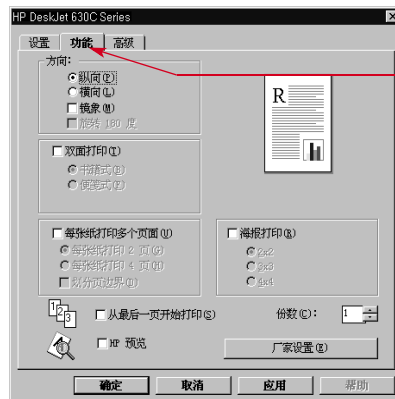 HP DeskJet 630C Series
设置 功能 高级
方向:
纵向(P)
横向(L)
镜象(M)
旋转 180 度
双面打印(T)
书籍式(B)
便笺式(F)
每张纸打印多个页面(U)
每张纸打印 2 页(G)
每张纸打印 4 页(H)
划分页边界(D)
海报打印(R)
2x2
3x3
4x4
R
1 2 3
从最后一页开始打印(S)
份数(C): 1
HP 预览
厂家设置(E)
确定 取消 应用 帮助